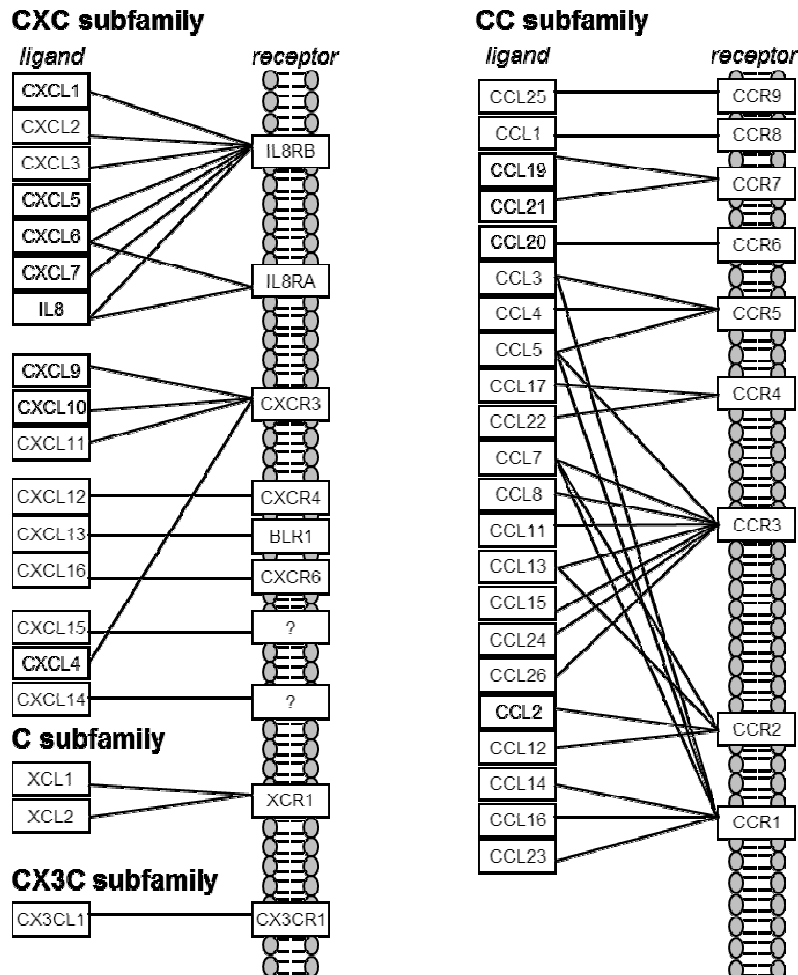 CXC subfamily
ligand receptor
CXCL1
CXCL2
CXCL3
CXCL5
CXCL6
CXCL7
IL8
IL8RB
IL8RA
CXCL9
CXCL10
CXCL11
CXCR3
CXCL12
CXCR4
CXCL13
BLR1
CXCL16
CXCR6
CXCL15
?
CXCL4
CXCL14
?
C subfamily
XCL1
XCL2
XCR1
CX3C subfamily
CX3CL1
CX3CR1
CC subfamily
ligand receptor
CCL25
CCL1
CCL19
CCL21
CCL20
CCL3
CCL4
CCL5
CCL17
CCL22
CCL7
CCL8
CCL11
CCL13
CCL15
CCL24
CCL26
CCL2
CCL12
CCL14
CCL16
CCL23
CCR9
CCR8
CCR7
CCR6
CCR5
CCR4
CCR3
CCR2
CCR1